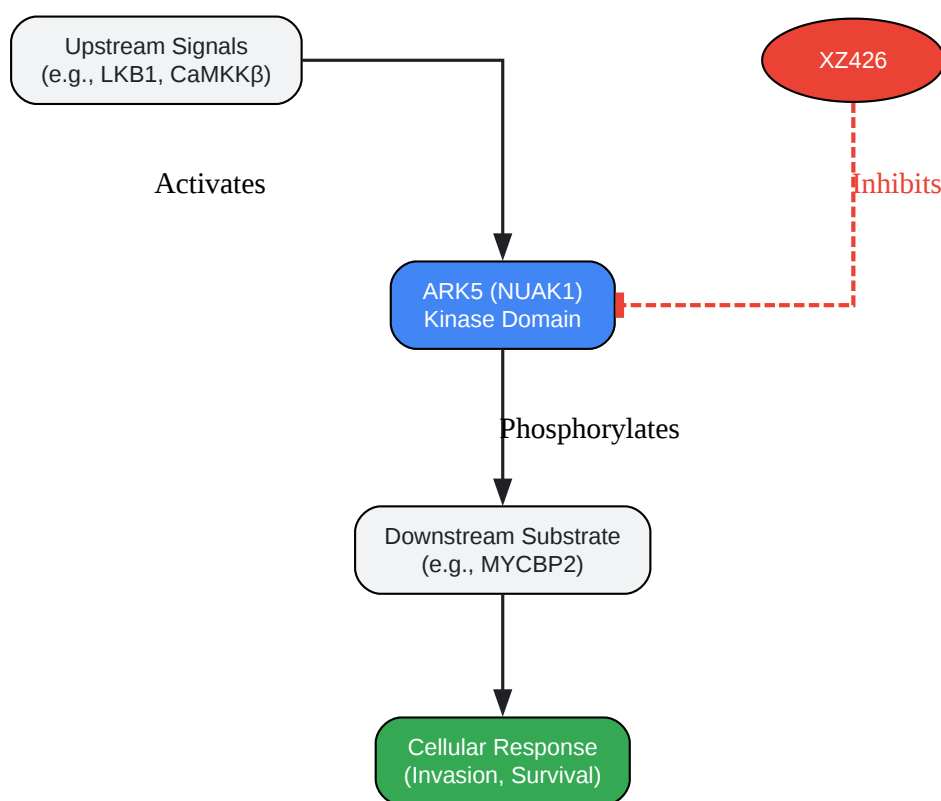 Upstream Signals
(e.g., LKB1, CaMKKβ)
XZ426
Activates
Inhibits
ARK5 (NUAK1)
Kinase Domain
Phosphorylates
Downstream Substrate
(e.g., MYCBP2)
Cellular Response
(Invasion, Survival)